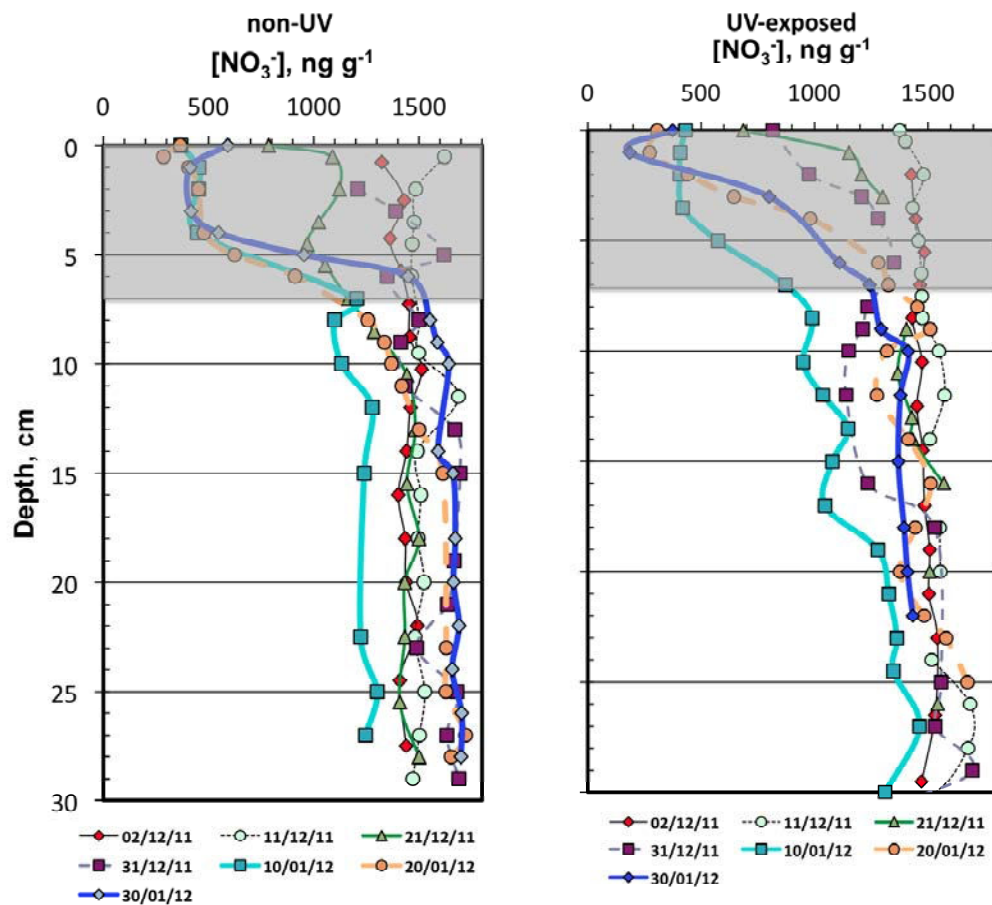 non-UV
[NO₃⁻], ng g⁻¹
0 500 1000 1500
0
5
10
15
20
25
30
Depth, cm
02/12/11 11/12/11 21/12/11
31/12/11 10/01/12 20/01/12
30/01/12
UV-exposed
[NO₃⁻], ng g⁻¹
0 500 1000 1500
02/12/11 11/12/11 21/12/11
31/12/11 10/01/12 20/01/12
30/01/12